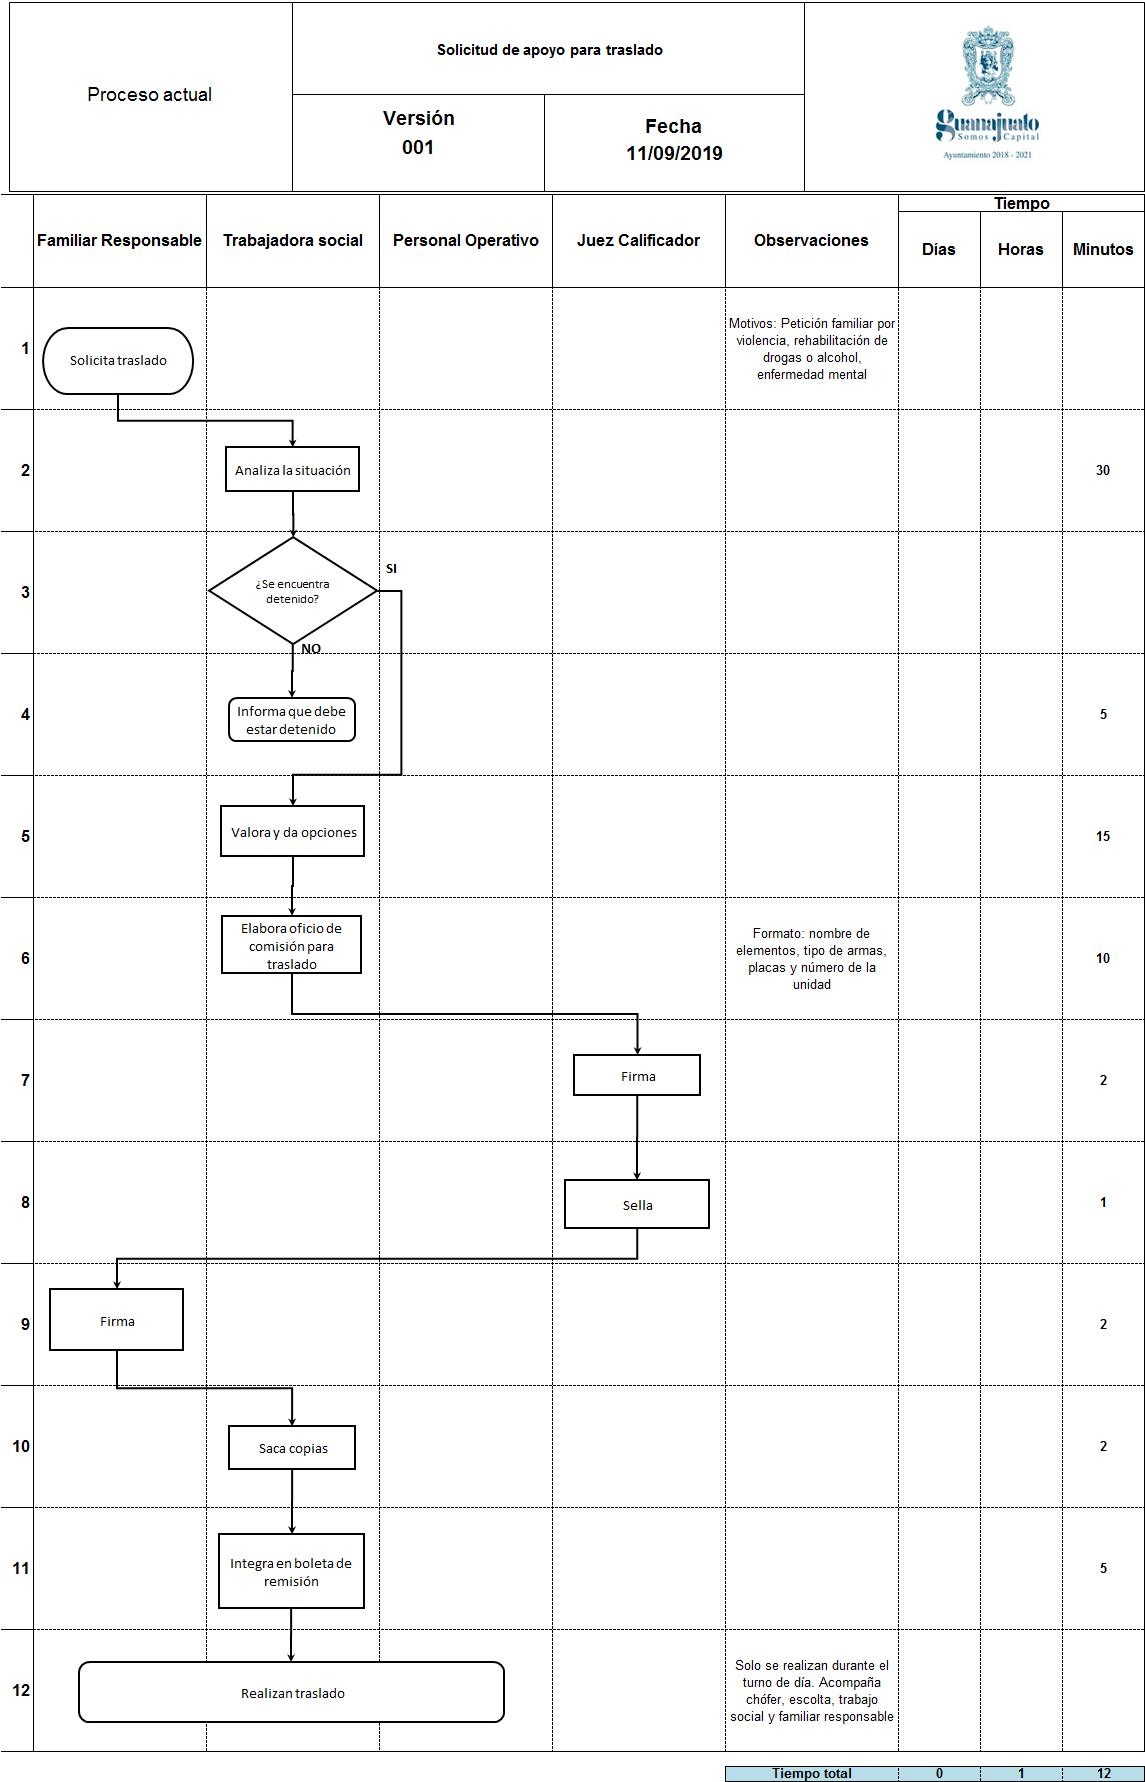 Proceso actual
Solicitud de apoyo para traslado
Versión
001
Fecha
11/09/2019
Guanajuato
Somos Capital
Ayuntamiento 2018 - 2021
Familiar Responsable
Trabajadora social
Personal Operativo
Juez Calificador
Observaciones
Tiempo
Días
Horas
Minutos
1
Solicita traslado
Motivos: Petición familiar por
violencia, rehabilitación de
drogas o alcohol,
enfermedad mental
2
Analiza la situación
30
3
¿Se encuentra
detenido?
SI
NO
4
Informa que debe
estar detenido
5
5
Valora y da opciones
15
6
Elabora oficio de
comisión para
traslado
Formato: nombre de
elementos, tipo de armas,
placas y número de la
unidad
10
7
Firma
2
8
Sella
1
9
Firma
2
10
Saca copias
2
11
Integra en boleta de
remisión
5
12
Realizan traslado
Solo se realizan durante el
turno de día. Acompaña
chófer, escolta, trabajo
social y familiar responsable
Tiempo total
0
1
12